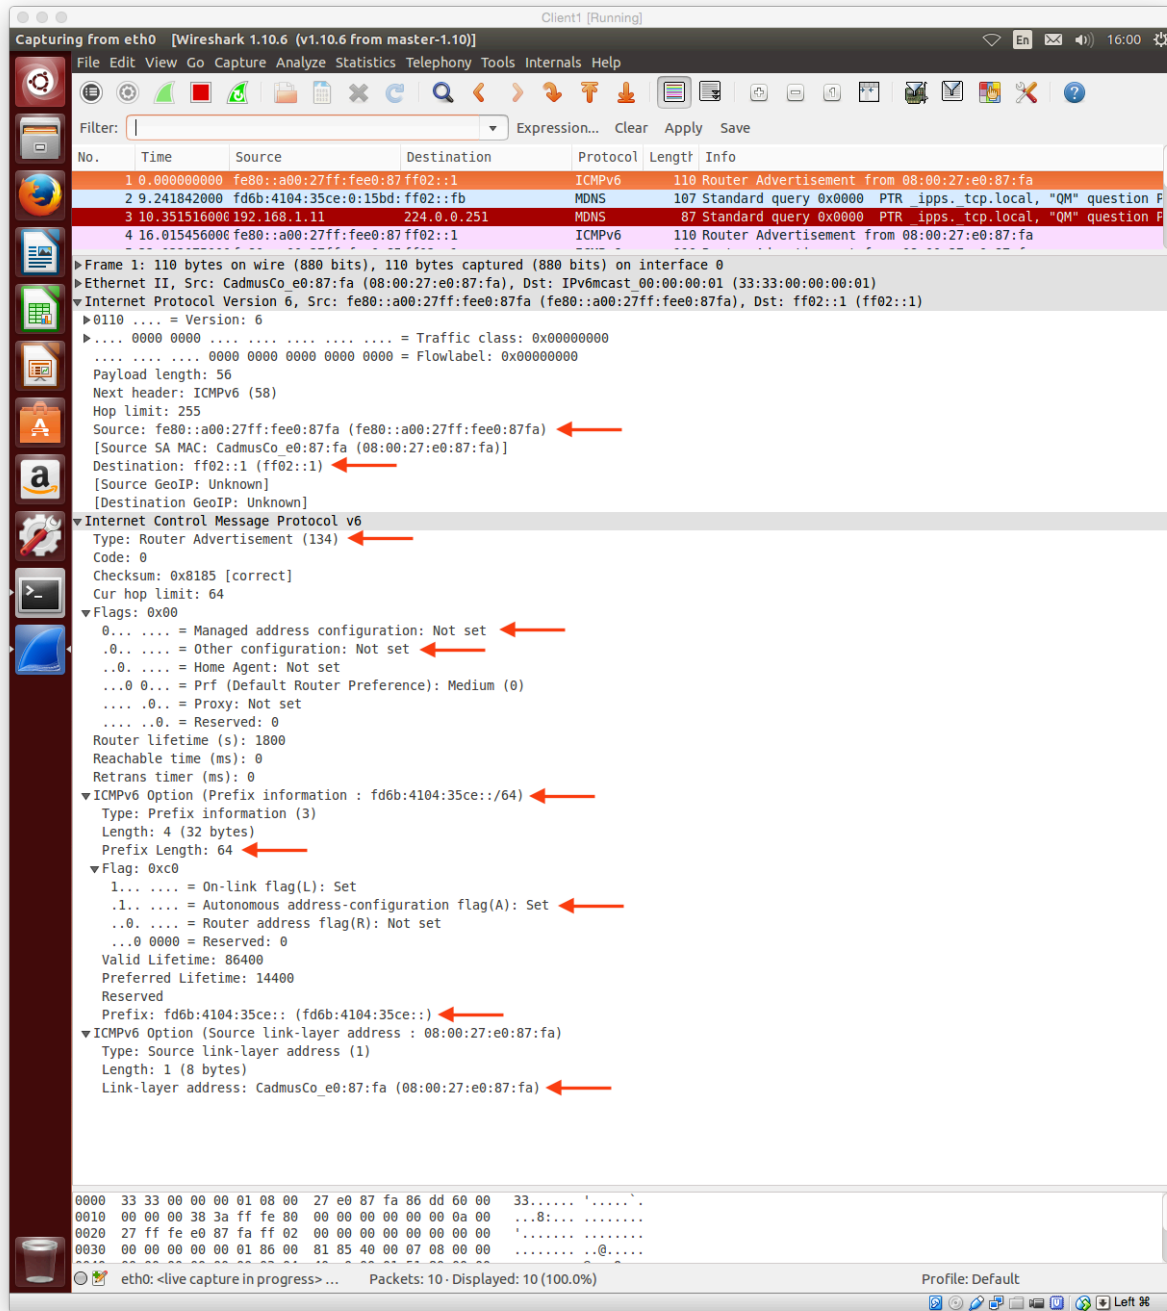 Client1 [Running]
Capturing from eth0 [Wireshark 1.10.6 (v1.10.6 from master-1.10)]
En
16:00
File Edit View Go Capture Analyze Statistics Telephony Tools Internals Help
Filter:
Expression... Clear Apply Save
No. Time Source Destination Protocol Length Info
1 0.000000000 fe80::a00:27ff:fee0:87 ff02::1 ICMPv6 110 Router Advertisement from 08:00:27:e0:87:fa
2 9.241842000 fd6b:4104:35ce:0:15bd: ff02::fb MDNS 107 Standard query 0x0000 PTR _ipps._tcp.local, "QM" question P
3 10.351516000 192.168.1.11 224.0.0.251 MDNS 87 Standard query 0x0000 PTR _ipps._tcp.local, "QM" question P
4 16.015456000 fe80::a00:27ff:fee0:87 ff02::1 ICMPv6 110 Router Advertisement from 08:00:27:e0:87:fa
Frame 1: 110 bytes on wire (880 bits), 110 bytes captured (880 bits) on interface 0
Ethernet II, Src: CadmusCo_e0:87:fa (08:00:27:e0:87:fa), Dst: IPv6mcast_00:00:00:01 (33:33:00:00:00:01)
Internet Protocol Version 6, Src: fe80::a00:27ff:fee0:87fa (fe80::a00:27ff:fee0:87fa), Dst: ff02::1 (ff02::1)
0110 .... = Version: 6
.... 0000 0000 .... .... .... .... .... = Traffic class: 0x00000000
.... .... .... 0000 0000 0000 0000 0000 = Flowlabel: 0x00000000
Payload length: 56
Next header: ICMPv6 (58)
Hop limit: 255
Source: fe80::a00:27ff:fee0:87fa (fe80::a00:27ff:fee0:87fa)
[Source SA MAC: CadmusCo_e0:87:fa (08:00:27:e0:87:fa)]
Destination: ff02::1 (ff02::1)
[Source GeoIP: Unknown]
[Destination GeoIP: Unknown]
Internet Control Message Protocol v6
Type: Router Advertisement (134)
Code: 0
Checksum: 0x8185 [correct]
Cur hop limit: 64
Flags: 0x00
0... .... = Managed address configuration: Not set
.0.. .... = Other configuration: Not set
..0. .... = Home Agent: Not set
...0 0... = Prf (Default Router Preference): Medium (0)
.... .0.. = Proxy: Not set
.... ..0. = Reserved: 0
Router lifetime (s): 1800
Reachable time (ms): 0
Retrans timer (ms): 0
ICMPv6 Option (Prefix information : fd6b:4104:35ce::/64)
Type: Prefix information (3)
Length: 4 (32 bytes)
Prefix Length: 64
Flag: 0xc0
1... .... = On-link flag(L): Set
.1.. .... = Autonomous address-configuration flag(A): Set
..0. .... = Router address flag(R): Not set
...0 0000 = Reserved: 0
Valid Lifetime: 86400
Preferred Lifetime: 14400
Reserved
Prefix: fd6b:4104:35ce:: (fd6b:4104:35ce::)
ICMPv6 Option (Source link-layer address : 08:00:27:e0:87:fa)
Type: Source link-layer address (1)
Length: 1 (8 bytes)
Link-layer address: CadmusCo_e0:87:fa (08:00:27:e0:87:fa)
0000 33 33 00 00 00 01 08 00 27 e0 87 fa 86 dd 60 00 33...... '.....`.
0010 00 00 00 38 3a ff fe 80 00 00 00 00 00 00 0a 00 ...8:... ........
0020 27 ff fe e0 87 fa ff 02 00 00 00 00 00 00 00 00 '....... ........
0030 00 00 00 00 00 01 86 00 81 85 40 00 07 08 00 00 ........ ..@.....
eth0: <live capture in progress> ... Packets: 10 · Displayed: 10 (100.0%) Profile: Default
Left ⌘